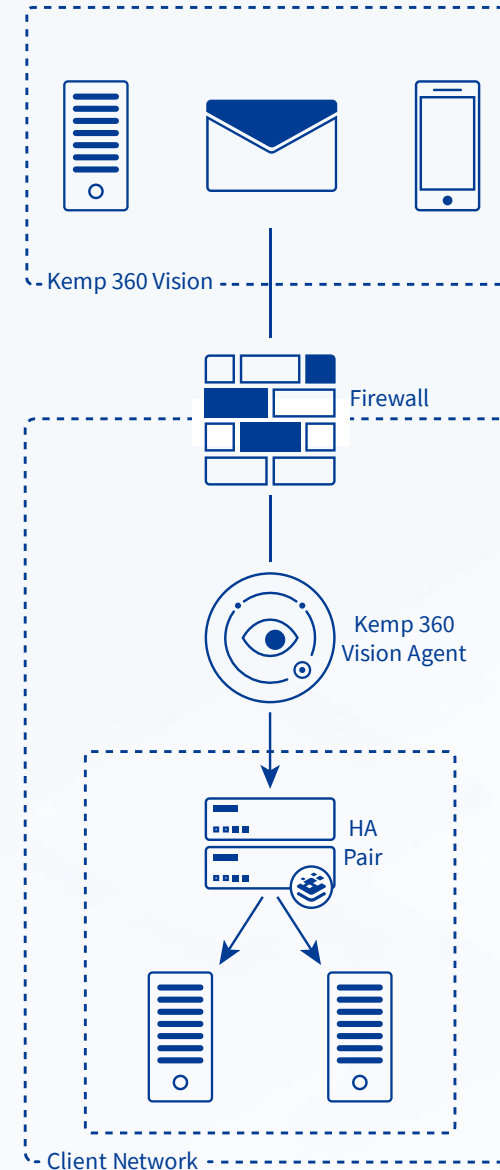 Kemp 360 Vision
Firewall
Kemp 360
Vision Agent
HA
Pair
Client Network